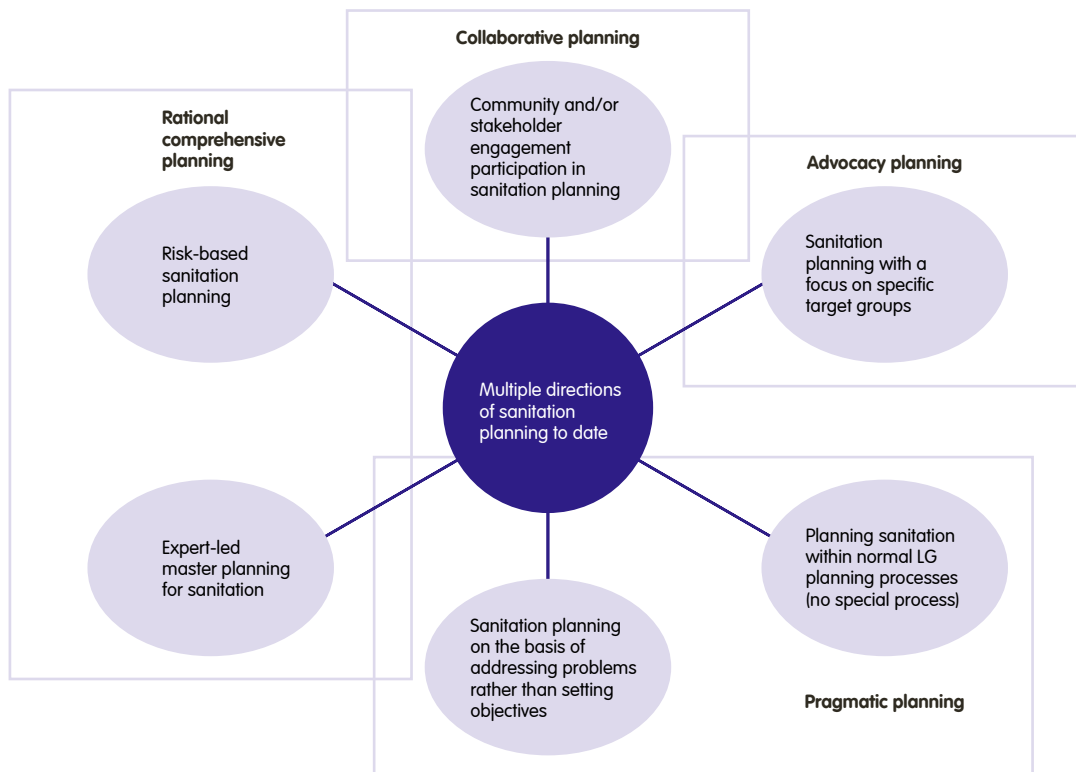 Collaborative planning
Community and/or
stakeholder
engagement
participation in
sanitation planning
Rational
comprehensive
planning
Risk-based
sanitation
planning
Advocacy planning
Sanitation
planning with a
focus on specific
target groups
Multiple directions
of sanitation
planning to date
Expert-led
master planning
for sanitation
Sanitation planning
on the basis of
addressing problems
rather than setting
objectives
Planning sanitation
within normal LG
planning processes
(no special process)
Pragmatic planning